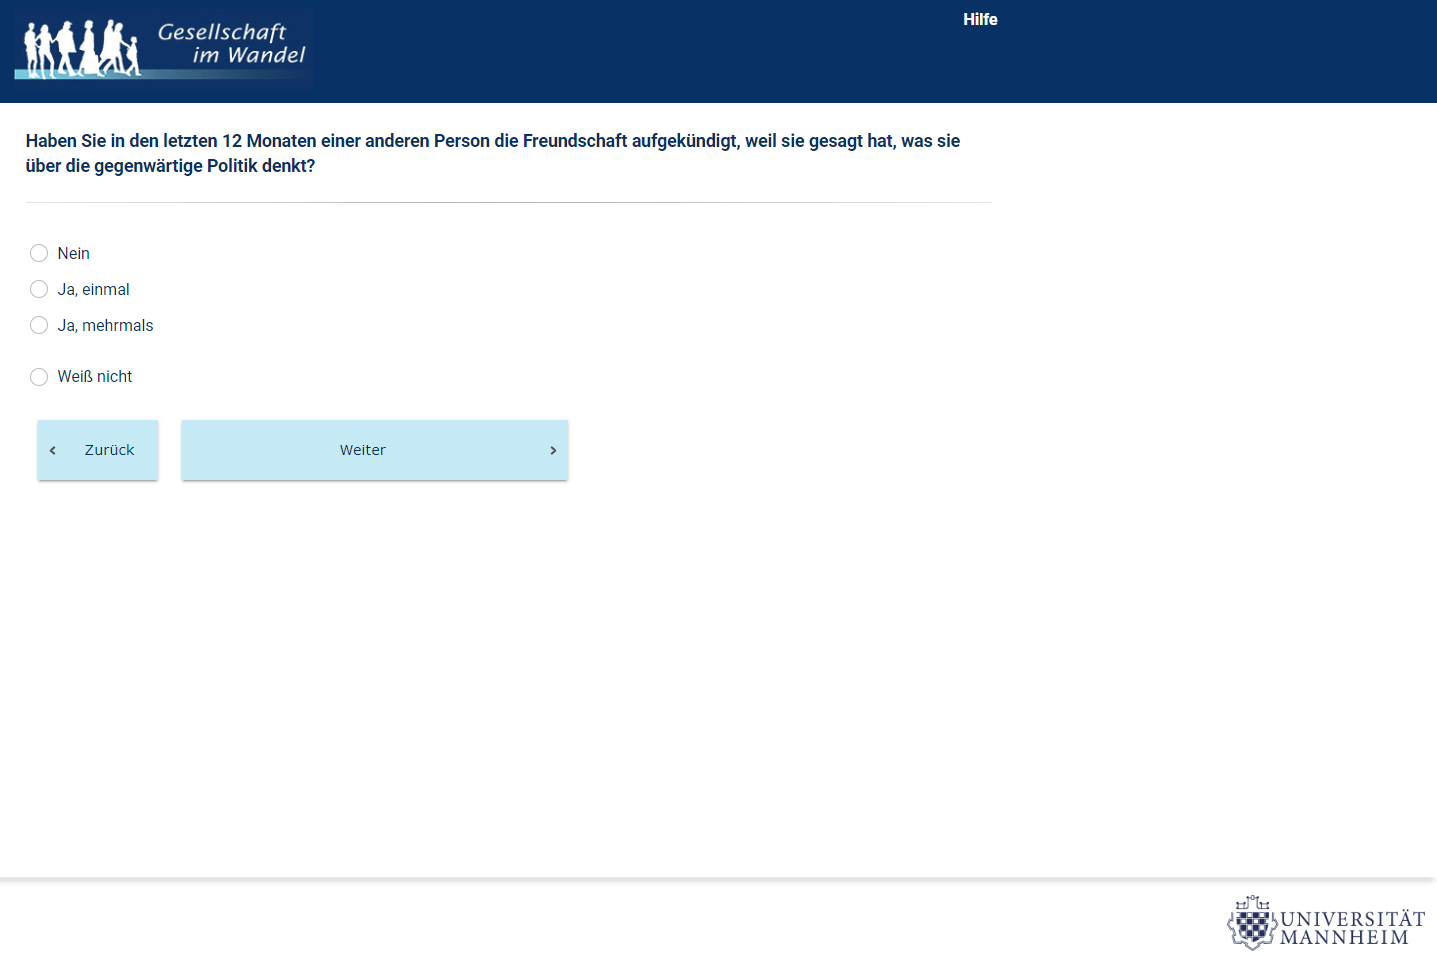 Gesellschaft
im Wandel
Hilfe
Haben Sie in den letzten 12 Monaten einer anderen Person die Freundschaft aufgekündigt, weil sie gesagt hat, was sie
über die gegenwärtige Politik denkt?
Nein
Ja, einmal
Ja, mehrmals
Weiß nicht
Zurück
Weiter
UNIVERSITÄT
MANNHEIM